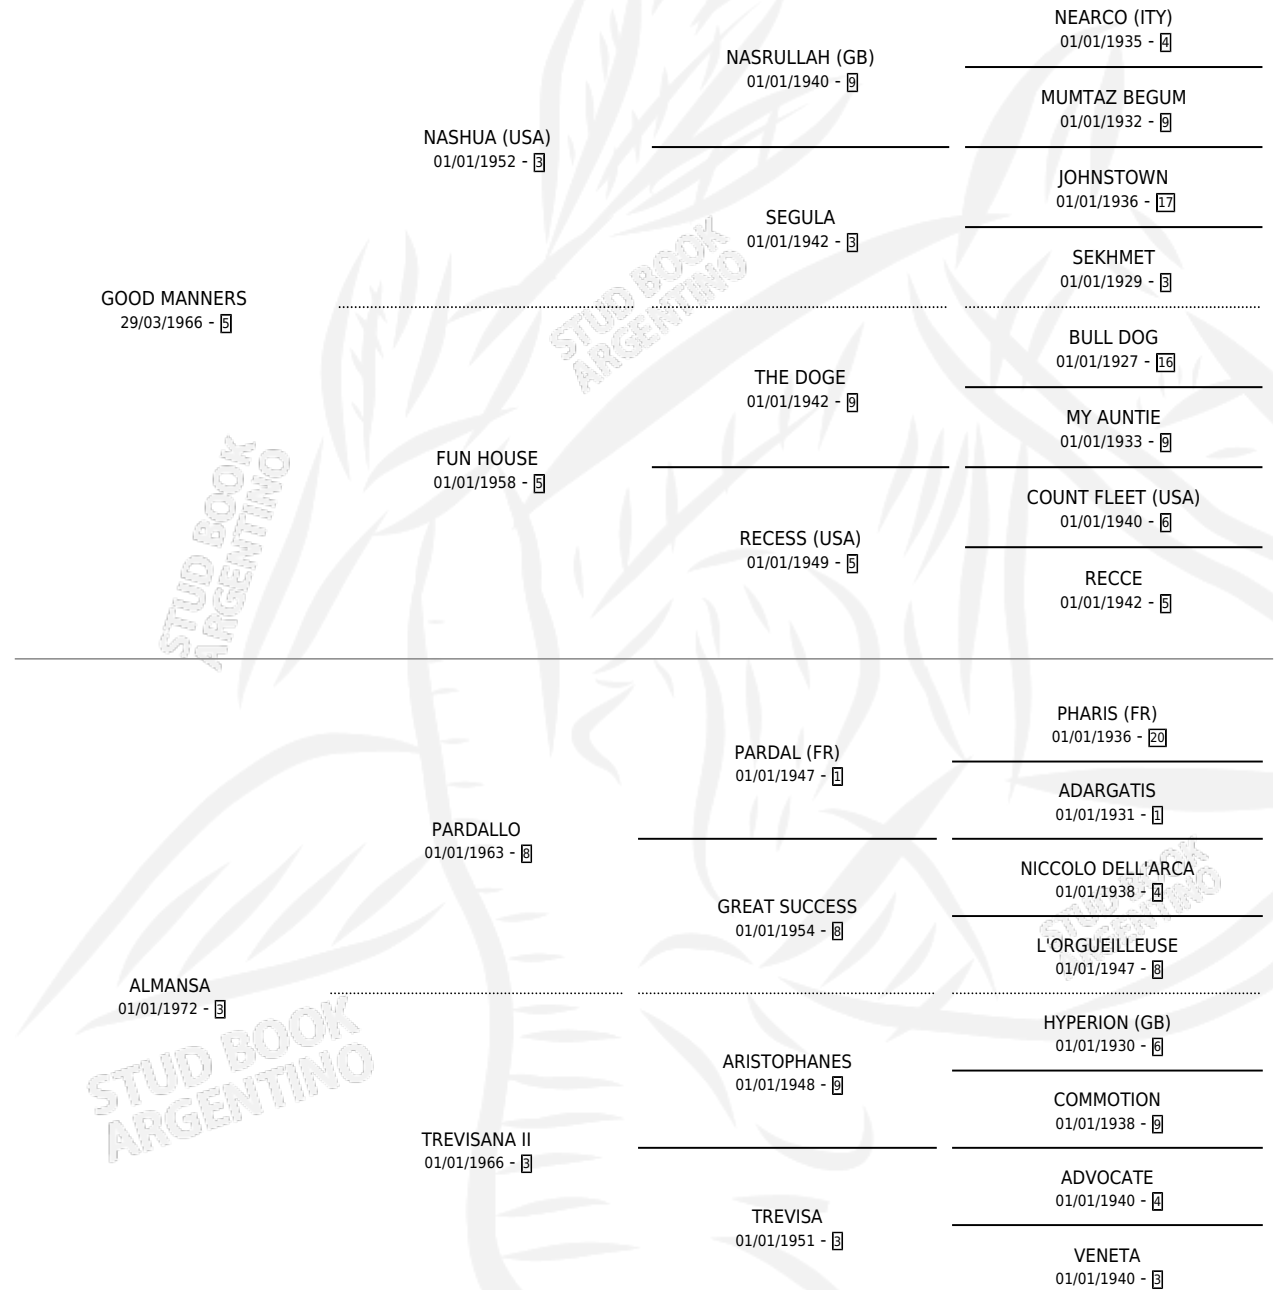 NEARCO (ITY)
01/01/1935 - 4
NASRULLAH (GB)
01/01/1940 - 9
MUMTAZ BEGUM
01/01/1932 - 9
NASHUA (USA)
01/01/1952 - 3
JOHNSTOWN
01/01/1936 - 17
SEGULA
01/01/1942 - 3
SEKHMET
01/01/1929 - 3
GOOD MANNERS
29/03/1966 - 5
BULL DOG
01/01/1927 - 16
THE DOGE
01/01/1942 - 9
MY AUNTIE
01/01/1933 - 9
FUN HOUSE
01/01/1958 - 5
COUNT FLEET (USA)
01/01/1940 - 6
RECESS (USA)
01/01/1949 - 5
RECCE
01/01/1942 - 5
PHARIS (FR)
01/01/1936 - 20
PARDAL (FR)
01/01/1947 - 1
ADARGATIS
01/01/1931 - 1
PARDALLO
01/01/1963 - 8
NICCOLO DELL'ARCA
01/01/1938 - 4
GREAT SUCCESS
01/01/1954 - 8
L'ORGUEILLEUSE
01/01/1947 - 8
ALMANSA
01/01/1972 - 3
HYPERION (GB)
01/01/1930 - 6
ARISTOPHANES
01/01/1948 - 9
COMMOTION
01/01/1938 - 9
TREVISANA II
01/01/1966 - 3
ADVOCATE
01/01/1940 - 4
TREVISA
01/01/1951 - 3
VENETA
01/01/1940 - 3
STUD BOOK
ARGENTINO
STUD BOOK
ARGENTINO
STUD BOOK
ARGENTINO
STUD BOOK
ARGENTINO